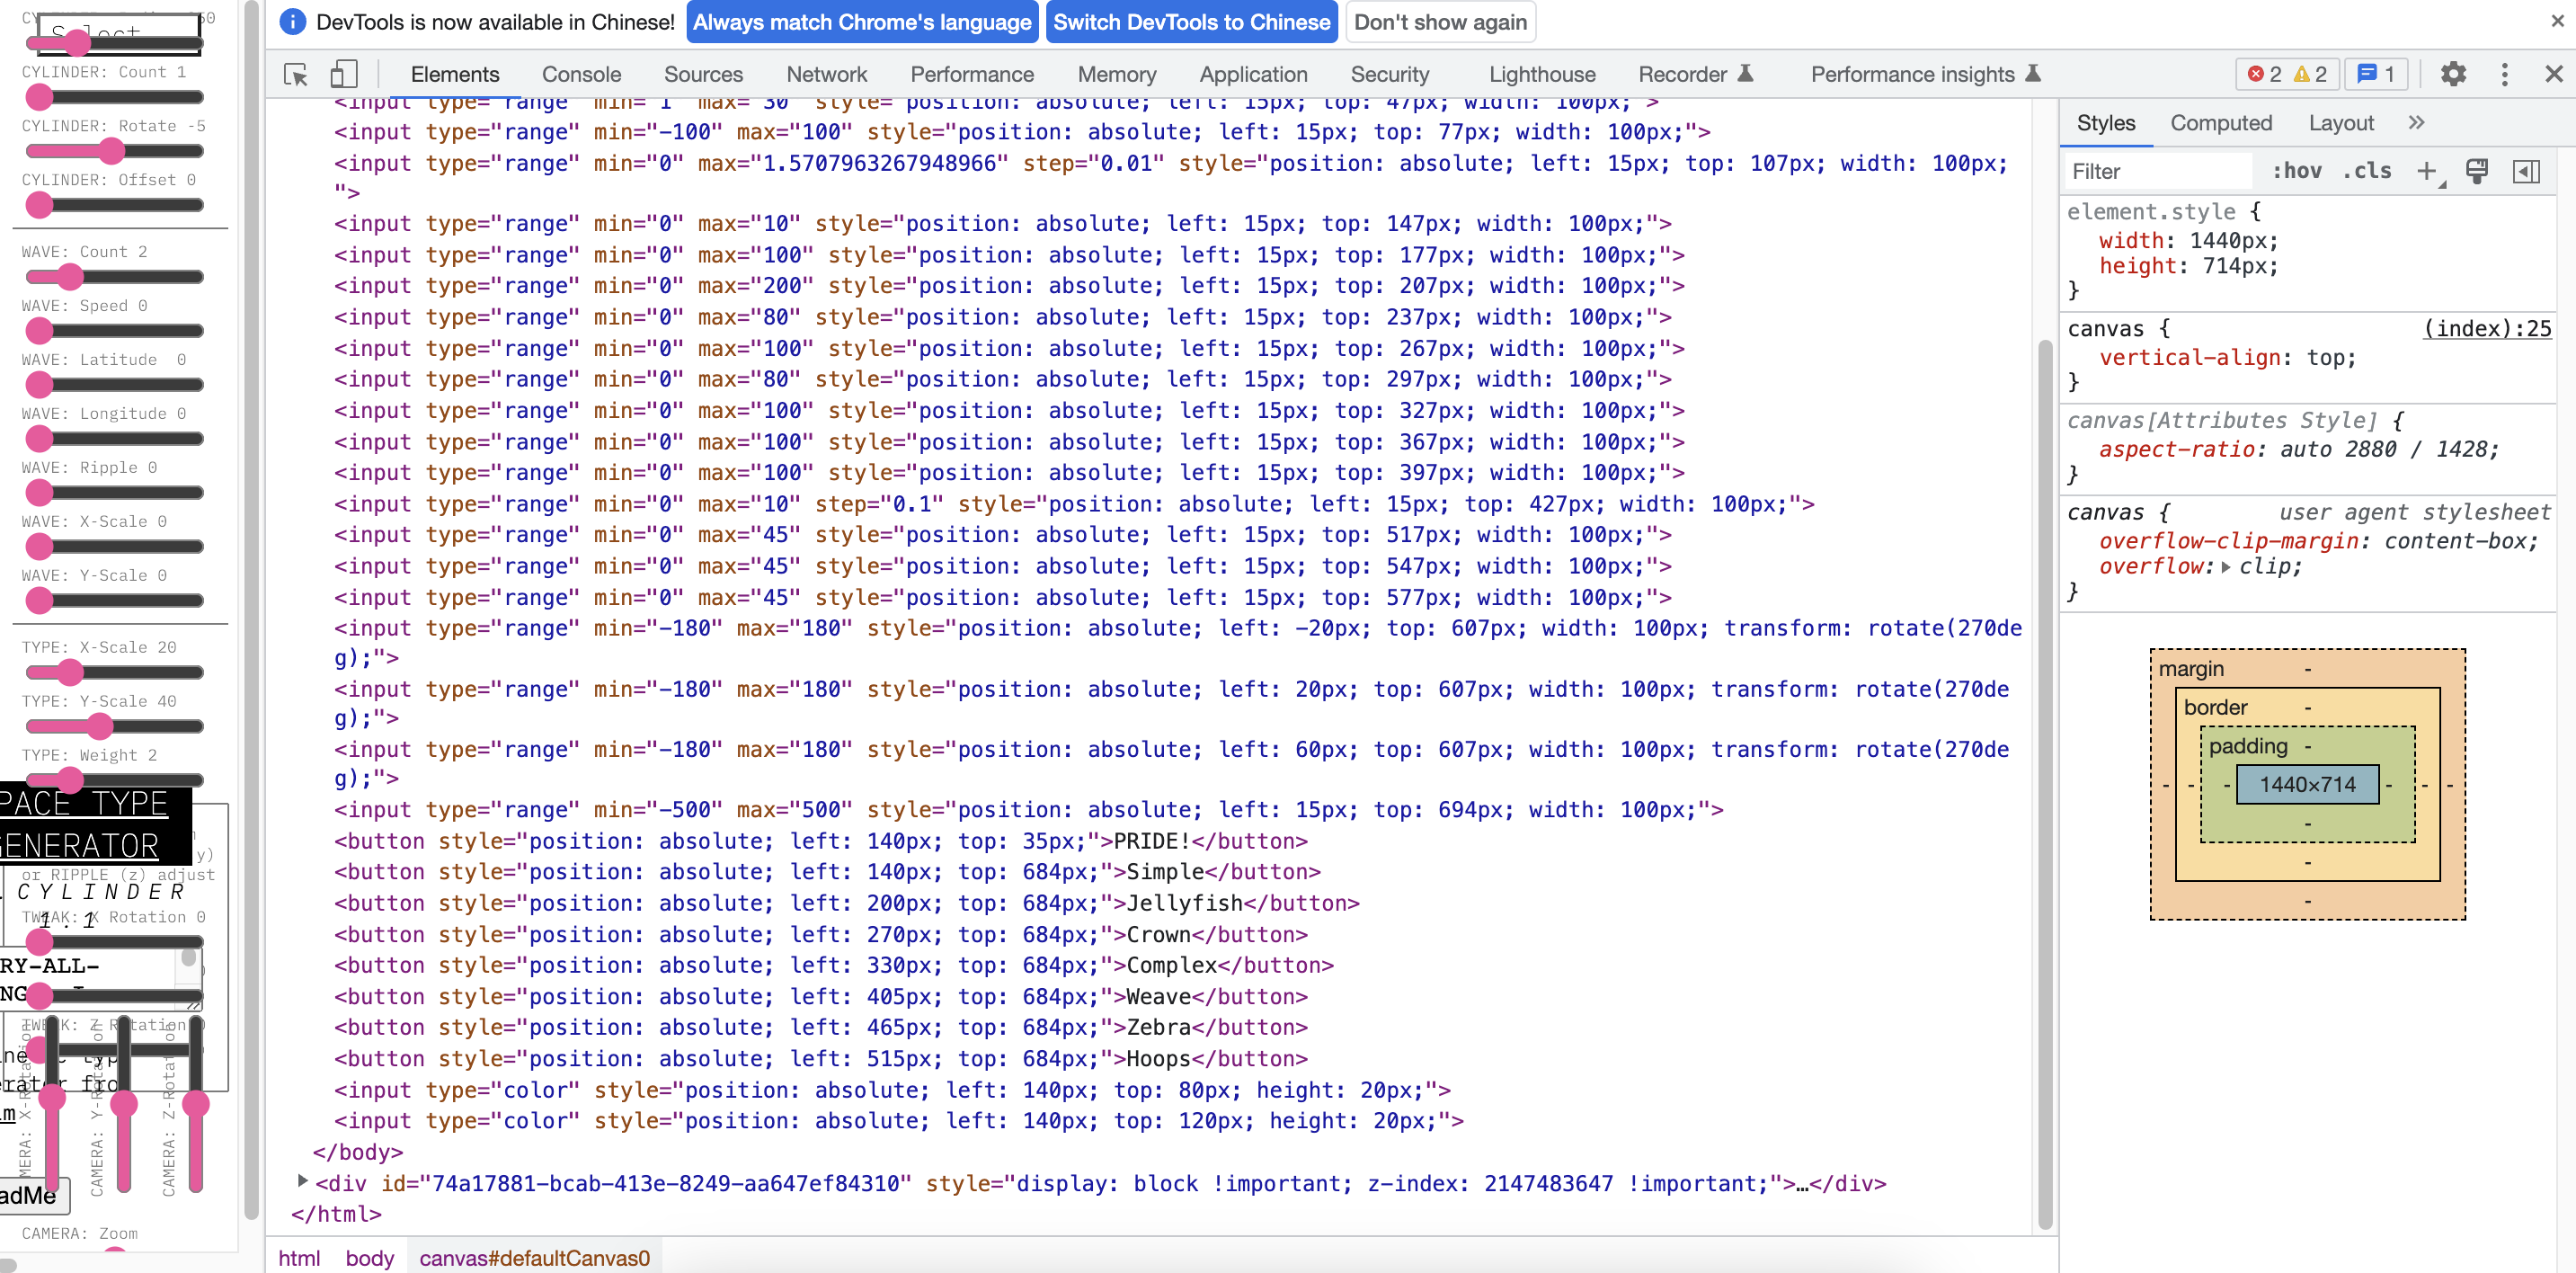 DevTools is now available in Chinese! Always match Chrome's language Switch DevTools to Chinese Don't show again
Elements Console Sources Network Performance Memory Application Security Lighthouse Recorder Performance insights 2 2 1
CYLINDER: Count 1
CYLINDER: Rotate -5
CYLINDER: Offset 0
WAVE: Count 2
WAVE: Speed 0
WAVE: Latitude 0
WAVE: Longitude 0
WAVE: Ripple 0
WAVE: X-Scale 0
WAVE: Y-Scale 0
TYPE: X-Scale 20
TYPE: Y-Scale 40
TYPE: Weight 2
PACE TYPE
GENERATOR
y)
or RIPPLE (z) adjust
CYLINDER
1.1
TWEAK: X Rotation 0
RY-ALL-
TWEAK: Z Rotation 0
CAMERA: Y-Rotation
CAMERA: Z-Rotation
adMe
CAMERA: Zoom
<input type="range" min="1" max="30" style="position: absolute; left: 15px; top: 47px; width: 100px;">
<input type="range" min="-100" max="100" style="position: absolute; left: 15px; top: 77px; width: 100px;">
<input type="range" min="0" max="1.5707963267948966" step="0.01" style="position: absolute; left: 15px; top: 107px; width: 100px;
">
<input type="range" min="0" max="10" style="position: absolute; left: 15px; top: 147px; width: 100px;">
<input type="range" min="0" max="100" style="position: absolute; left: 15px; top: 177px; width: 100px;">
<input type="range" min="0" max="200" style="position: absolute; left: 15px; top: 207px; width: 100px;">
<input type="range" min="0" max="80" style="position: absolute; left: 15px; top: 237px; width: 100px;">
<input type="range" min="0" max="100" style="position: absolute; left: 15px; top: 267px; width: 100px;">
<input type="range" min="0" max="80" style="position: absolute; left: 15px; top: 297px; width: 100px;">
<input type="range" min="0" max="100" style="position: absolute; left: 15px; top: 327px; width: 100px;">
<input type="range" min="0" max="100" style="position: absolute; left: 15px; top: 367px; width: 100px;">
<input type="range" min="0" max="100" style="position: absolute; left: 15px; top: 397px; width: 100px;">
<input type="range" min="0" max="10" step="0.1" style="position: absolute; left: 15px; top: 427px; width: 100px;">
<input type="range" min="0" max="45" style="position: absolute; left: 15px; top: 517px; width: 100px;">
<input type="range" min="0" max="45" style="position: absolute; left: 15px; top: 547px; width: 100px;">
<input type="range" min="0" max="45" style="position: absolute; left: 15px; top: 577px; width: 100px;">
<input type="range" min="-180" max="180" style="position: absolute; left: -20px; top: 607px; width: 100px; transform: rotate(270de
g);">
<input type="range" min="-180" max="180" style="position: absolute; left: 20px; top: 607px; width: 100px; transform: rotate(270de
g);">
<input type="range" min="-180" max="180" style="position: absolute; left: 60px; top: 607px; width: 100px; transform: rotate(270de
g);">
<input type="range" min="-500" max="500" style="position: absolute; left: 15px; top: 694px; width: 100px;">
<button style="position: absolute; left: 140px; top: 35px;">PRIDE!</button>
<button style="position: absolute; left: 140px; top: 684px;">Simple</button>
<button style="position: absolute; left: 200px; top: 684px;">Jellyfish</button>
<button style="position: absolute; left: 270px; top: 684px;">Crown</button>
<button style="position: absolute; left: 330px; top: 684px;">Complex</button>
<button style="position: absolute; left: 405px; top: 684px;">Weave</button>
<button style="position: absolute; left: 465px; top: 684px;">Zebra</button>
<button style="position: absolute; left: 515px; top: 684px;">Hoops</button>
<input type="color" style="position: absolute; left: 140px; top: 80px; height: 20px;">
<input type="color" style="position: absolute; left: 140px; top: 120px; height: 20px;">
</body>
<div id="74a17881-bcab-413e-8249-aa647ef84310" style="display: block !important; z-index: 2147483647 !important;">…</div>
</html>
html body canvas#defaultCanvas0
Styles Computed Layout
Filter :hov .cls
element.style {
width: 1440px;
height: 714px;
}
canvas { (index):25
vertical-align: top;
}
canvas[Attributes Style] {
aspect-ratio: auto 2880 / 1428;
}
canvas { user agent stylesheet
overflow-clip-margin: content-box;
overflow: clip;
}
margin -
border -
padding -
- - - 1440×714 - - -
-
-
-